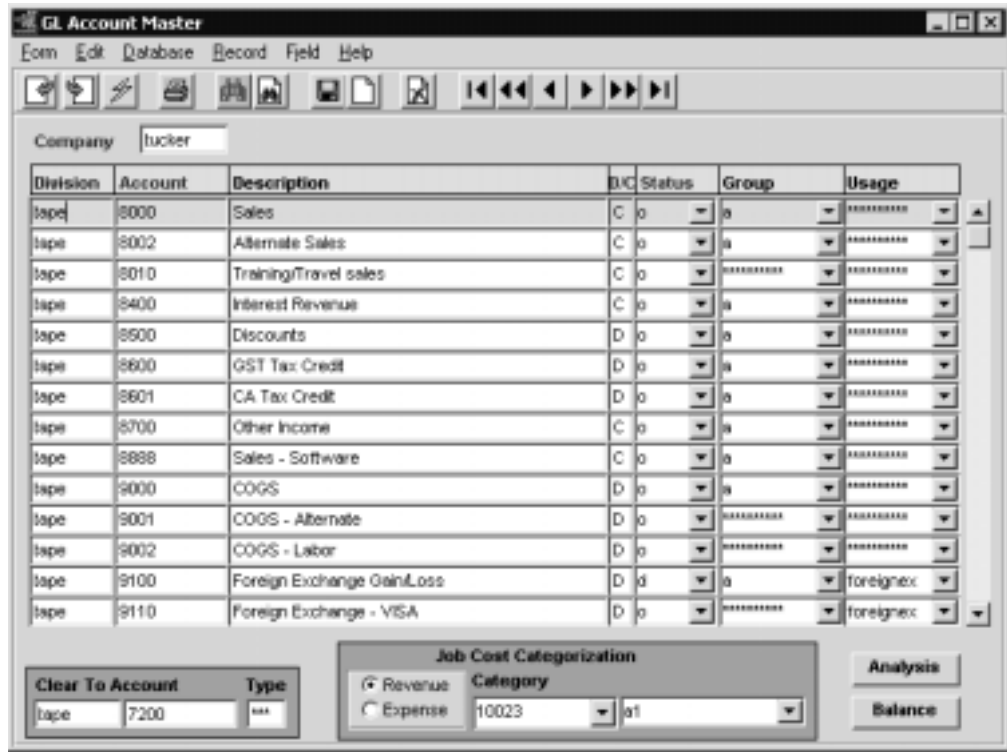 GL Account Master
Form Edit Database Record Field Help
Company tucker
Division Account Description D/C Status Group Usage
tape 8000 Sales C o a **********
tape 8002 Alternate Sales C o a **********
tape 8010 Training/Travel sales C o ********** **********
tape 8400 Interest Revenue C o a **********
tape 8500 Discounts D o a **********
tape 8600 GST Tax Credit D o a **********
tape 8601 CA Tax Credit D o a **********
tape 8700 Other Income C o a **********
tape 8888 Sales - Software C o a **********
tape 9000 COGS D o a **********
tape 9001 COGS - Alternate D o ********** **********
tape 9002 COGS - Labor D o ********** **********
tape 9100 Foreign Exchange Gain/Loss D d a foreignex
tape 9110 Foreign Exchange - VISA D o ********** foreignex
Clear To Account Type
tape 7200 ***
Job Cost Categorization
Revenue Category
Expense 10023 a1
Analysis
Balance